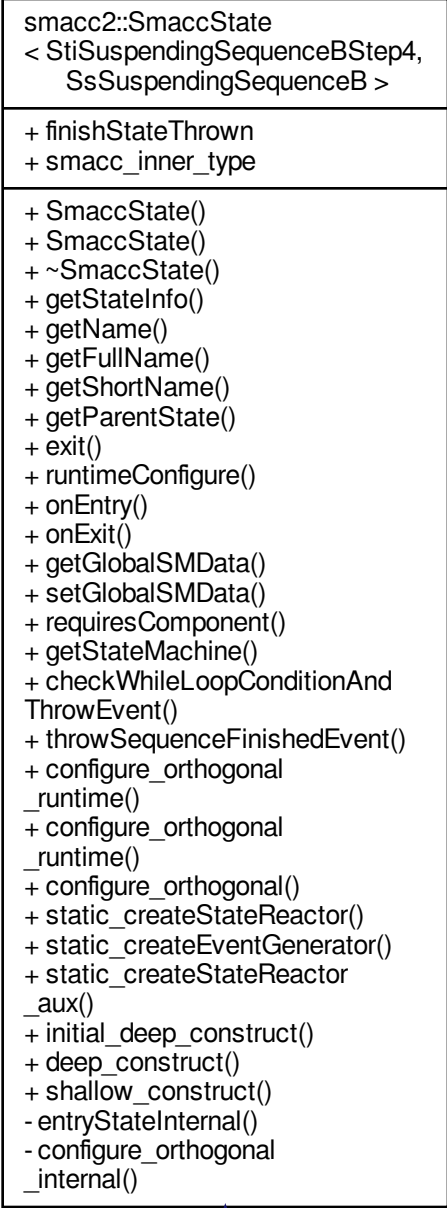 smacc2::SmaccState
< StiSuspendingSequenceBStep4,
SsSuspendingSequenceB >
+ finishStateThrown
+ smacc_inner_type
+ SmaccState()
+ SmaccState()
+ ~SmaccState()
+ getStateInfo()
+ getName()
+ getFullName()
+ getShortName()
+ getParentState()
+ exit()
+ runtimeConfigure()
+ onEntry()
+ onExit()
+ getGlobalSMData()
+ setGlobalSMData()
+ requiresComponent()
+ getStateMachine()
+ checkWhileLoopConditionAnd
ThrowEvent()
+ throwSequenceFinishedEvent()
+ configure_orthogonal
_runtime()
+ configure_orthogonal
_runtime()
+ configure_orthogonal()
+ static_createStateReactor()
+ static_createEventGenerator()
+ static_createStateReactor
_aux()
+ initial_deep_construct()
+ deep_construct()
+ shallow_construct()
- entryStateInternal()
- configure_orthogonal
_internal()